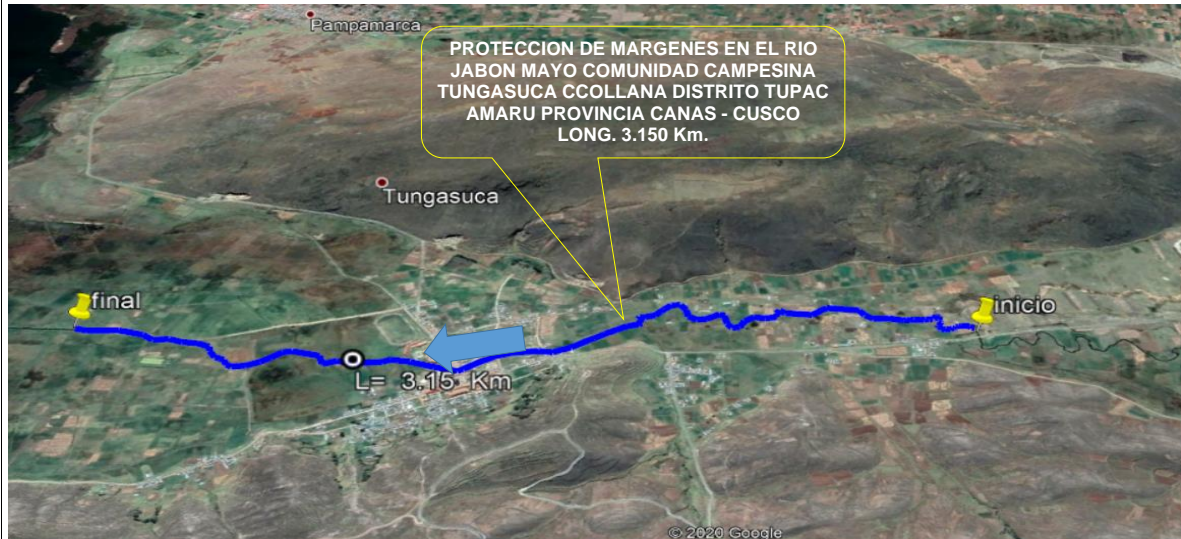 Pampamarca
PROTECCION DE MARGENES EN EL RIO
JABON MAYO COMUNIDAD CAMPESINA
TUNGASUCA CCOLLANA DISTRITO TUPAC
AMARU PROVINCIA CANAS - CUSCO
LONG. 3.150 Km.
Tungasuca
final
inicio
L= 3.15 Km
© 2020 Google